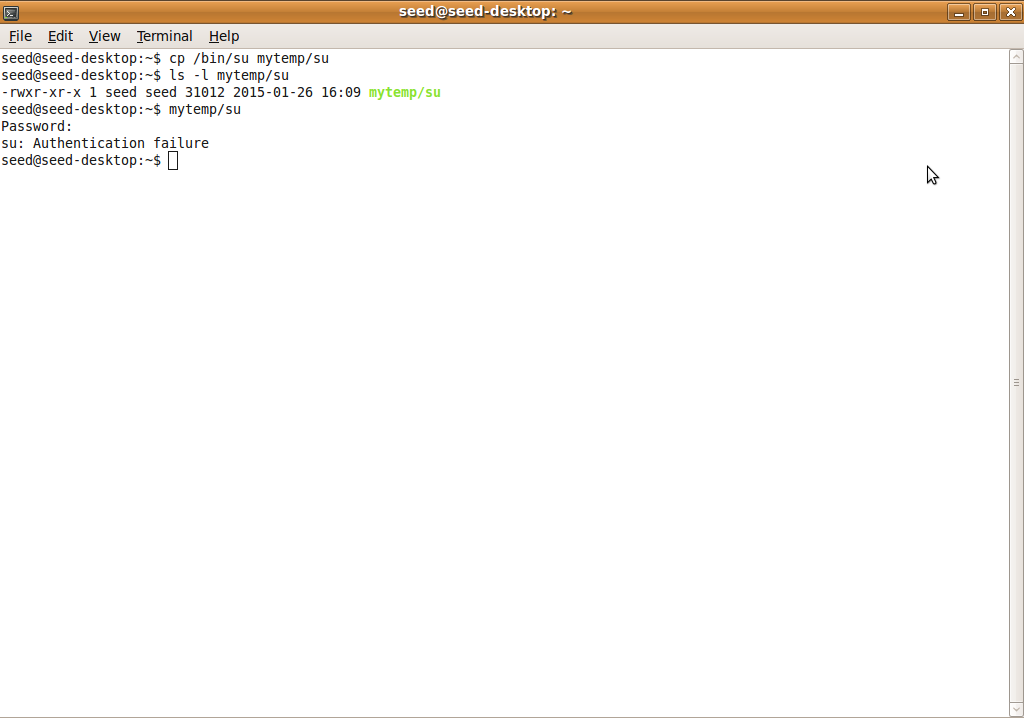 seed@seed-desktop: ~
File Edit View Terminal Help
seed@seed-desktop:~$ cp /bin/su mytemp/su
seed@seed-desktop:~$ ls -l mytemp/su
-rwxr-xr-x 1 seed seed 31012 2015-01-26 16:09 mytemp/su
seed@seed-desktop:~$ mytemp/su
Password:
su: Authentication failure
seed@seed-desktop:~$